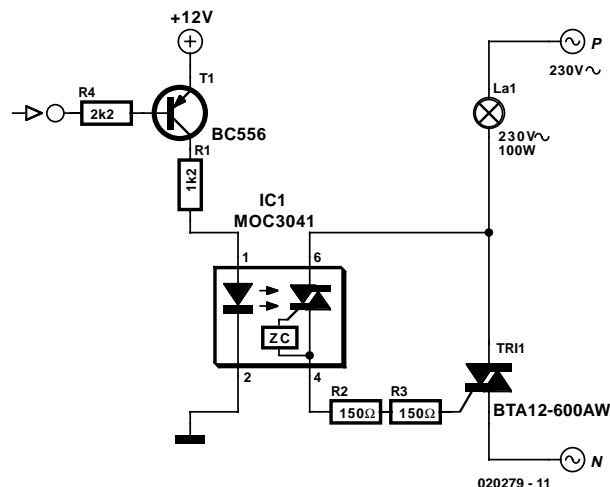 +12V
P
230V~
T1
La1
R4
2k2
BC556
230V~
100W
R1
1k2
IC1
MOC3041
1
6
ZC
TRI1
2
4
R2
R3
150Ω
150Ω
BTA12-600AW
N
020279 - 11